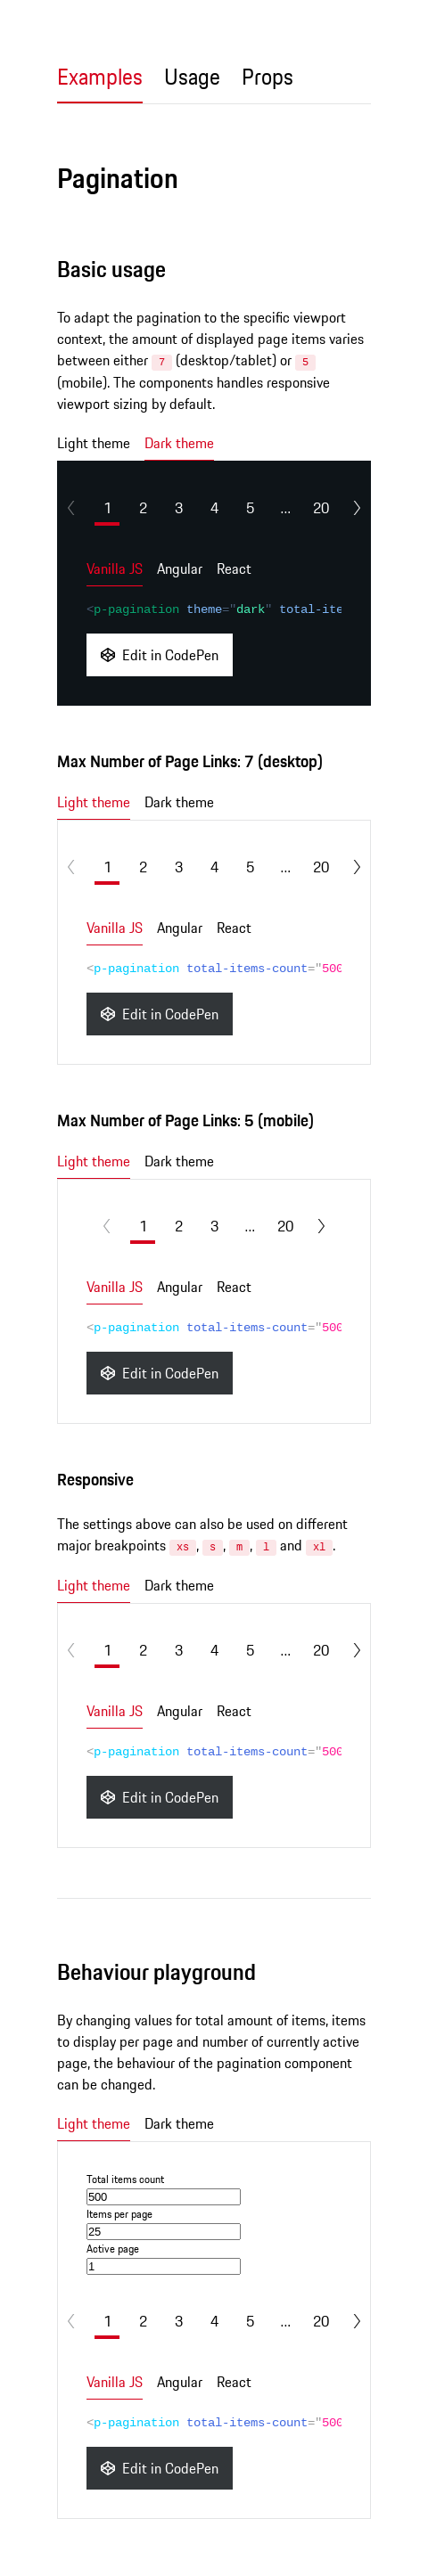 Examples Usage Props
Pagination
Basic usage
To adapt the pagination to the specific viewport
context, the amount of displayed page items varies
between either 7 (desktop/tablet) or 5
(mobile). The components handles responsive
viewport sizing by default.
Light theme Dark theme
1 2 3 4 5 ... 20
Vanilla JS Angular React
<p-pagination theme="dark" total-ite
Edit in CodePen
Max Number of Page Links: 7 (desktop)
Light theme Dark theme
1 2 3 4 5 ... 20
Vanilla JS Angular React
<p-pagination total-items-count="500
Edit in CodePen
Max Number of Page Links: 5 (mobile)
Light theme Dark theme
1 2 3 ... 20
Vanilla JS Angular React
<p-pagination total-items-count="500
Edit in CodePen
Responsive
The settings above can also be used on different
major breakpoints xs, s, m, l and xl.
Light theme Dark theme
1 2 3 4 5 ... 20
Vanilla JS Angular React
<p-pagination total-items-count="500
Edit in CodePen
Behaviour playground
By changing values for total amount of items, items
to display per page and number of currently active
page, the behaviour of the pagination component
can be changed.
Light theme Dark theme
Total items count
500
Items per page
25
Active page
1
1 2 3 4 5 ... 20
Vanilla JS Angular React
<p-pagination total-items-count="500
Edit in CodePen